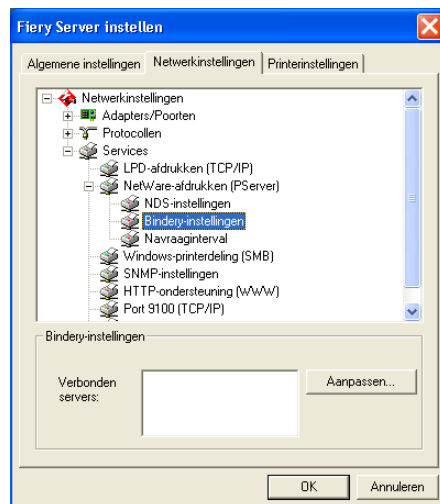 Fiery Server instellen
Algemene instellingen Netwerkinstellingen Printerinstellingen
Netwerkinstellingen
Adapters/Poorten
Protocollen
Services
LPD-afdrukken (TCP/IP)
NetWare-afdrukken (PServer)
NDS-instellingen
Bindery-instellingen
Navraaginterval
Windows-printerdeling (SMB)
SNMP-instellingen
HTTP-ondersteuning (WWW)
Port 9100 (TCP/IP)
Bindery-instellingen
Verbonden servers:
Aanpassen...
OK Annuleren